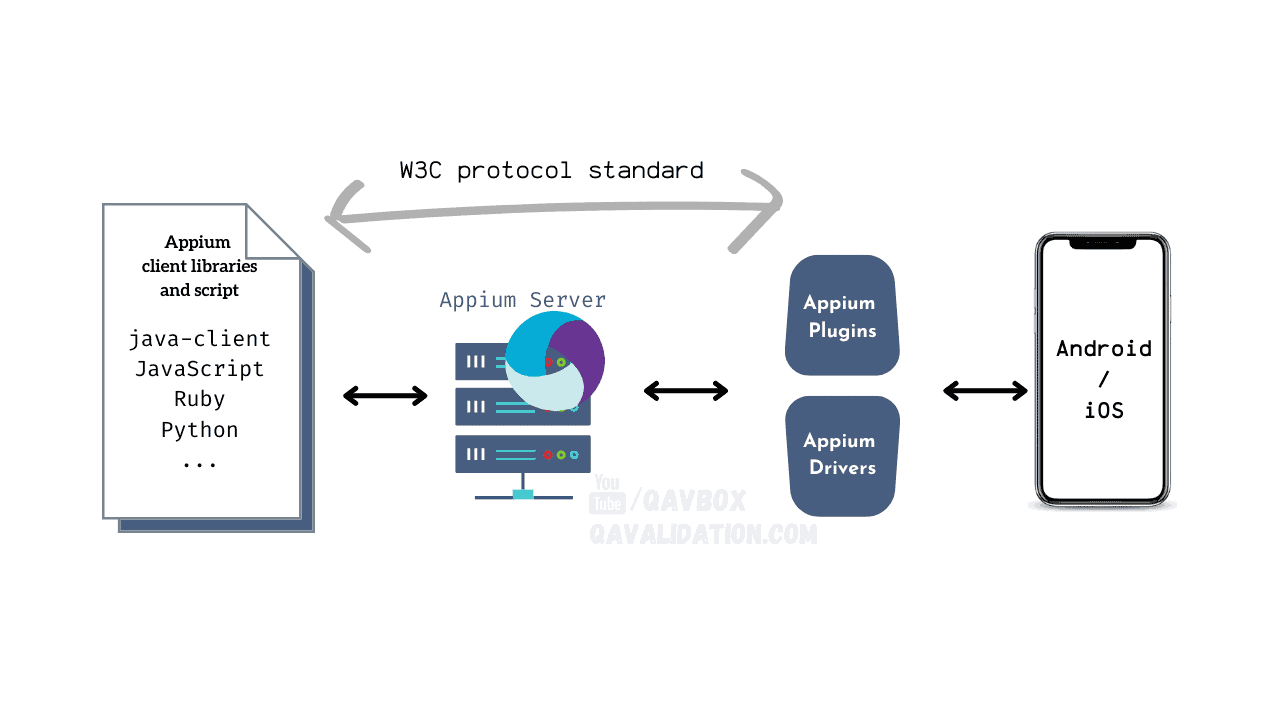 W3C protocol standard
Appium
client libraries
and script
java-client
JavaScript
Ruby
Python
...
Appium Server
Appium
Plugins
Appium
Drivers
Android
/
iOS
You
Tube/QAVBOX
QAVALIDATION.COM